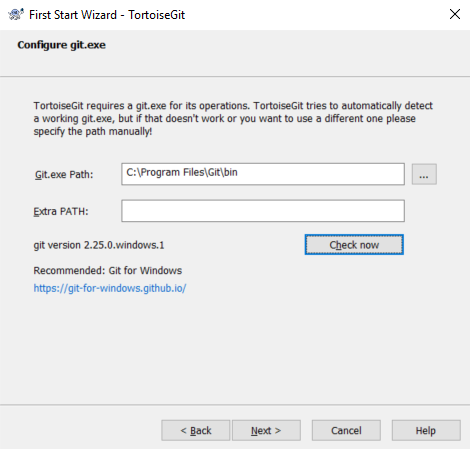 First Start Wizard - TortoiseGit
Configure git.exe
TortoiseGit requires a git.exe for its operations. TortoiseGit tries to automatically detect
a working git.exe, but if that doesn't work or you want to use a different one please
specify the path manually!
Git.exe Path: C:\Program Files\Git\bin ...
Extra PATH:
git version 2.25.0.windows.1 Check now
Recommended: Git for Windows
https://git-for-windows.github.io/
< Back Next > Cancel Help